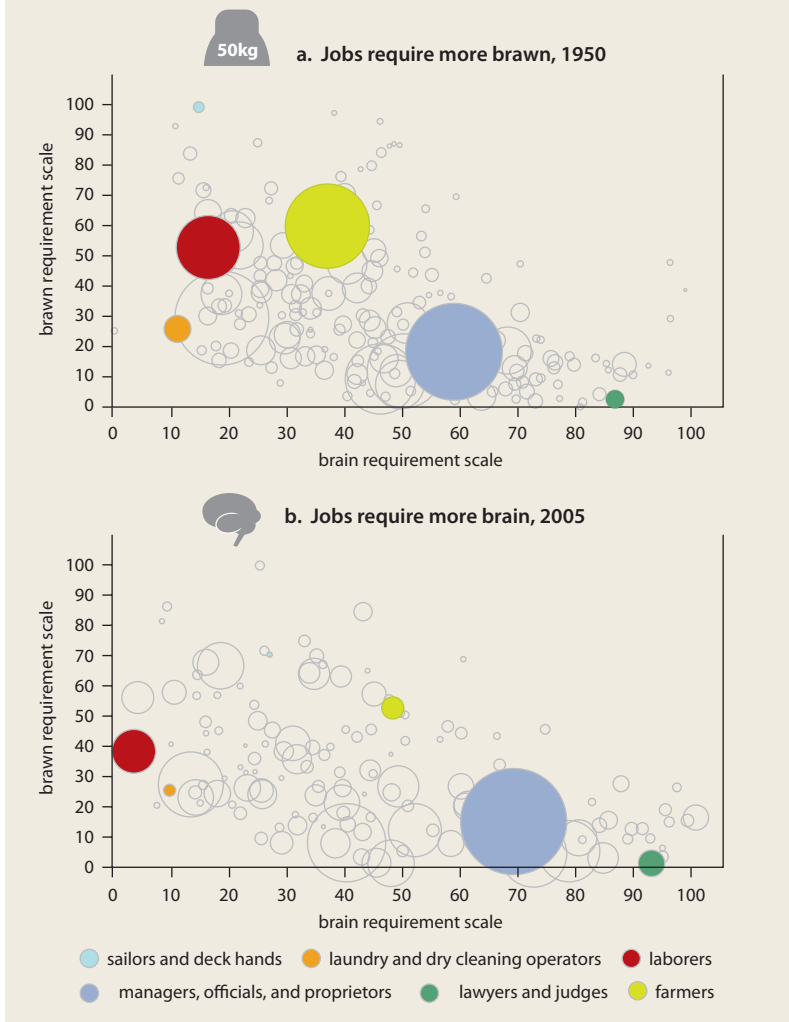 50kg
a. Jobs require more brawn, 1950
brawn requirement scale
100
90
80
70
60
50
40
30
20
10
0
0 10 20 30 40 50 60 70 80 90 100
brain requirement scale
b. Jobs require more brain, 2005
brawn requirement scale
100
90
80
70
60
50
40
30
20
10
0
0 10 20 30 40 50 60 70 80 90 100
brain requirement scale
sailors and deck hands laundry and dry cleaning operators laborers
managers, officials, and proprietors lawyers and judges farmers